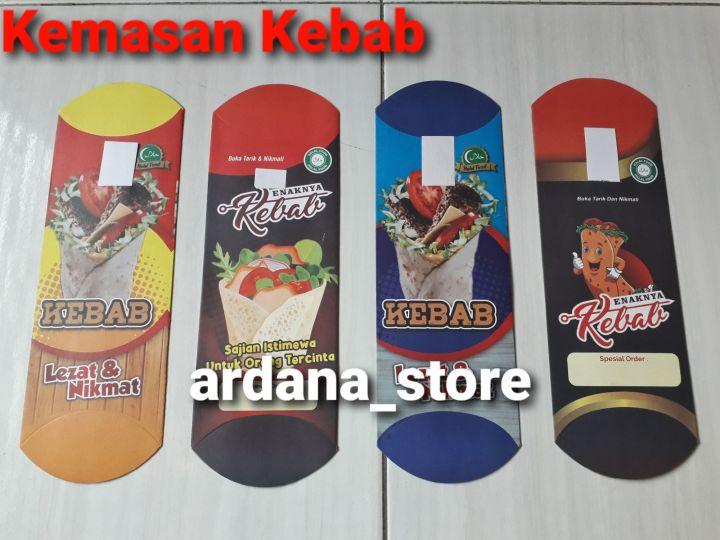 Kemasan Kebab
KEBAB
Lezat &
Nikmat
Buka Tarik & Nikmati
ENAKNYA
Kebab
Sajian Istimewa
Untuk Orang Tercinta
KEBAB
ardana_store
Buka Tarik Dan Nikmati
ENAKNYA
Kebab
Spesial Order :